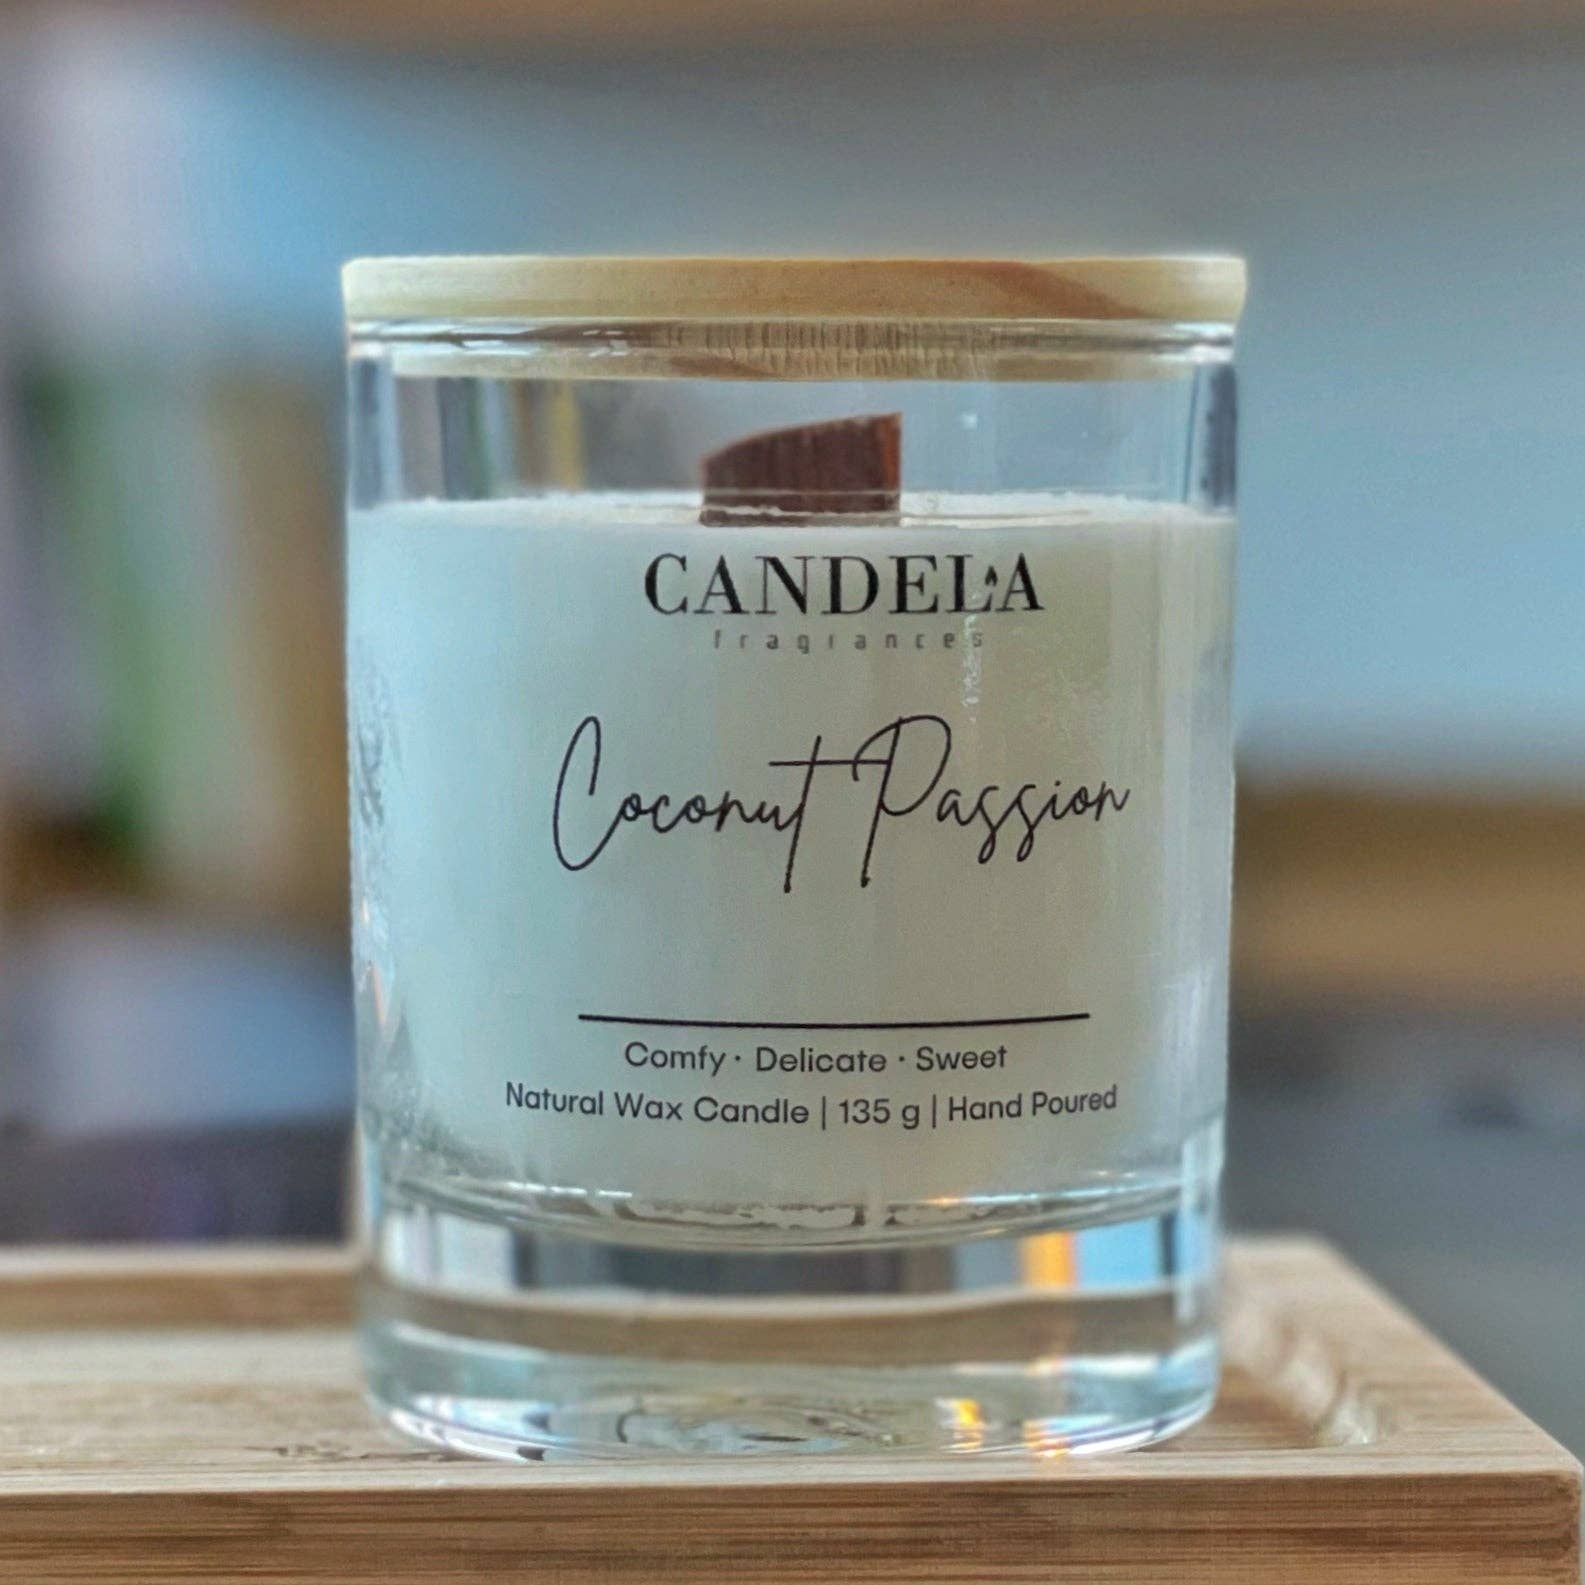 CANDELA
fragrances
Coconut Passion
Comfy · Delicate · Sweet
Natural Wax Candle | 135 g | Hand Poured